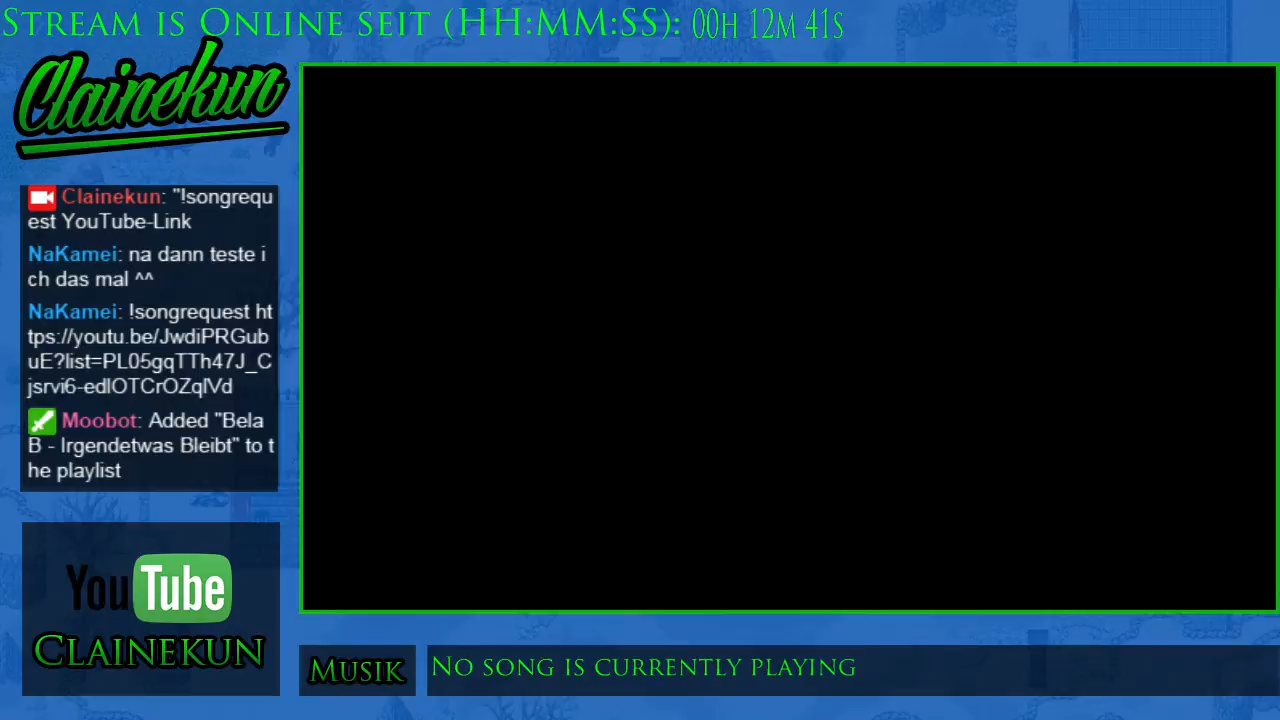 STREAM IS ONLINE SEIT (HH:MM:SS): 00H 12M 41S
Clainekun
Clainekun: "!songrequ
est YouTube-Link
NaKamei: na dann teste i
ch das mal ^^
NaKamei: !songrequest ht
tps://youtu.be/JwdiPRGub
uE?list=PL05gqTTh47J_C
jsrvi6-edlOTCrOZqlVd
Moobot: Added "Bela
B - Irgendetwas Bleibt" to t
he playlist
YouTube
CLAINEKUN
MUSIK
NO SONG IS CURRENTLY PLAYING